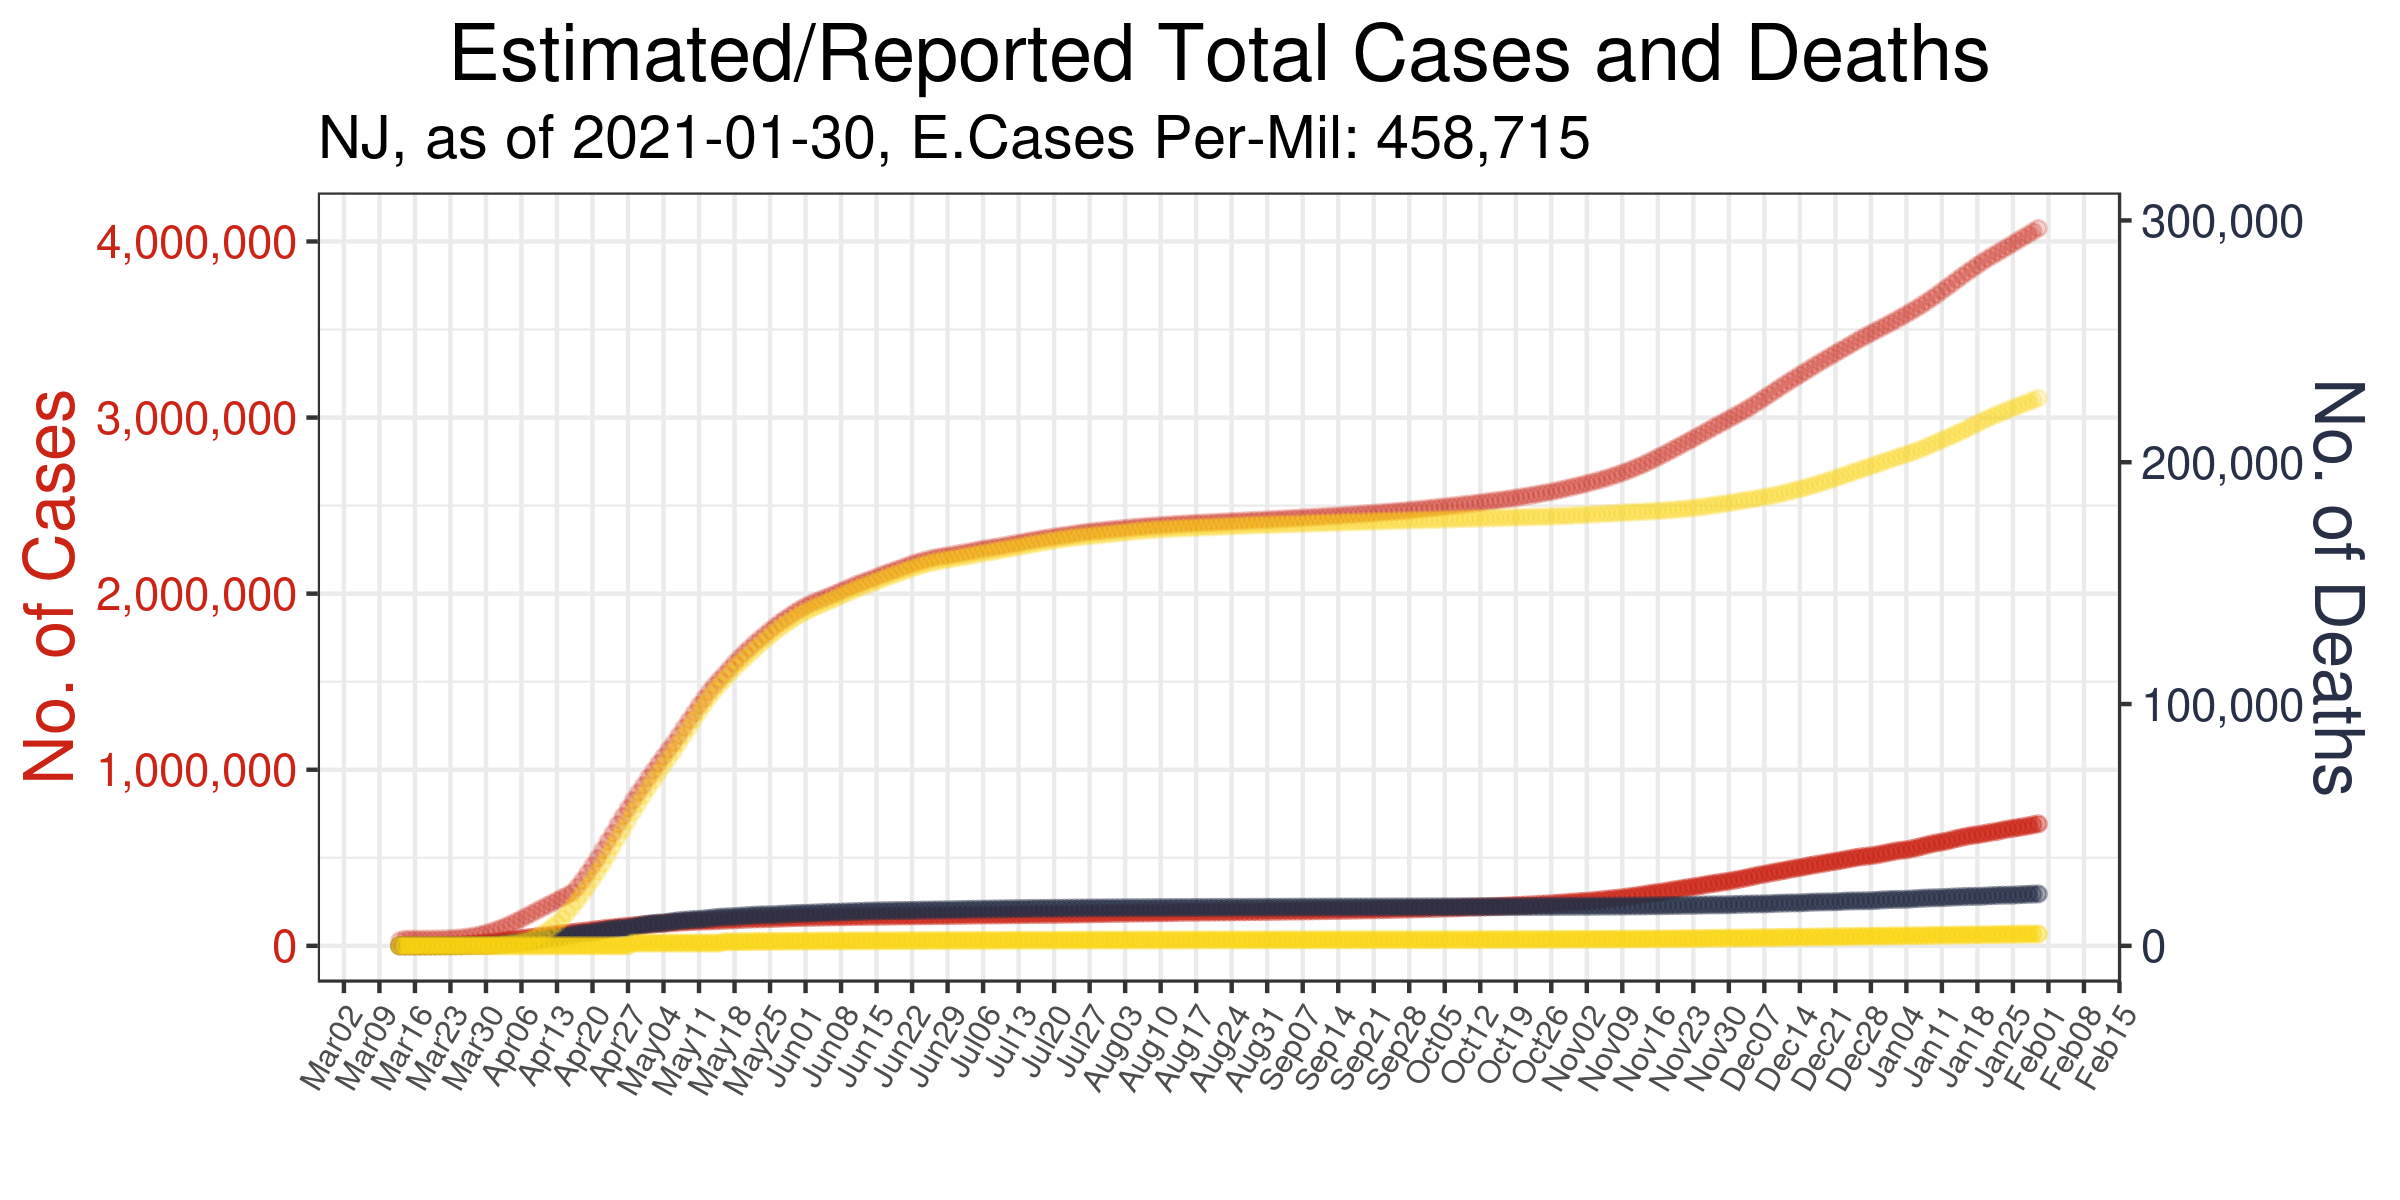 Estimated/Reported Total Cases and Deaths
NJ, as of 2021-01-30, E.Cases Per-Mil: 458,715
No. of Cases
4,000,000
3,000,000
2,000,000
1,000,000
0
300,000
200,000
100,000
0
No. of Deaths
Mar02
Mar09
Mar16
Mar23
Mar30
Apr06
Apr13
Apr20
Apr27
May04
May11
May18
May25
Jun01
Jun08
Jun15
Jun22
Jun29
Jul06
Jul13
Jul20
Jul27
Aug03
Aug10
Aug17
Aug24
Aug31
Sep07
Sep14
Sep21
Sep28
Oct05
Oct12
Oct19
Oct26
Nov02
Nov09
Nov16
Nov23
Nov30
Dec07
Dec14
Dec21
Dec28
Jan04
Jan11
Jan18
Jan25
Feb01
Feb08
Feb15